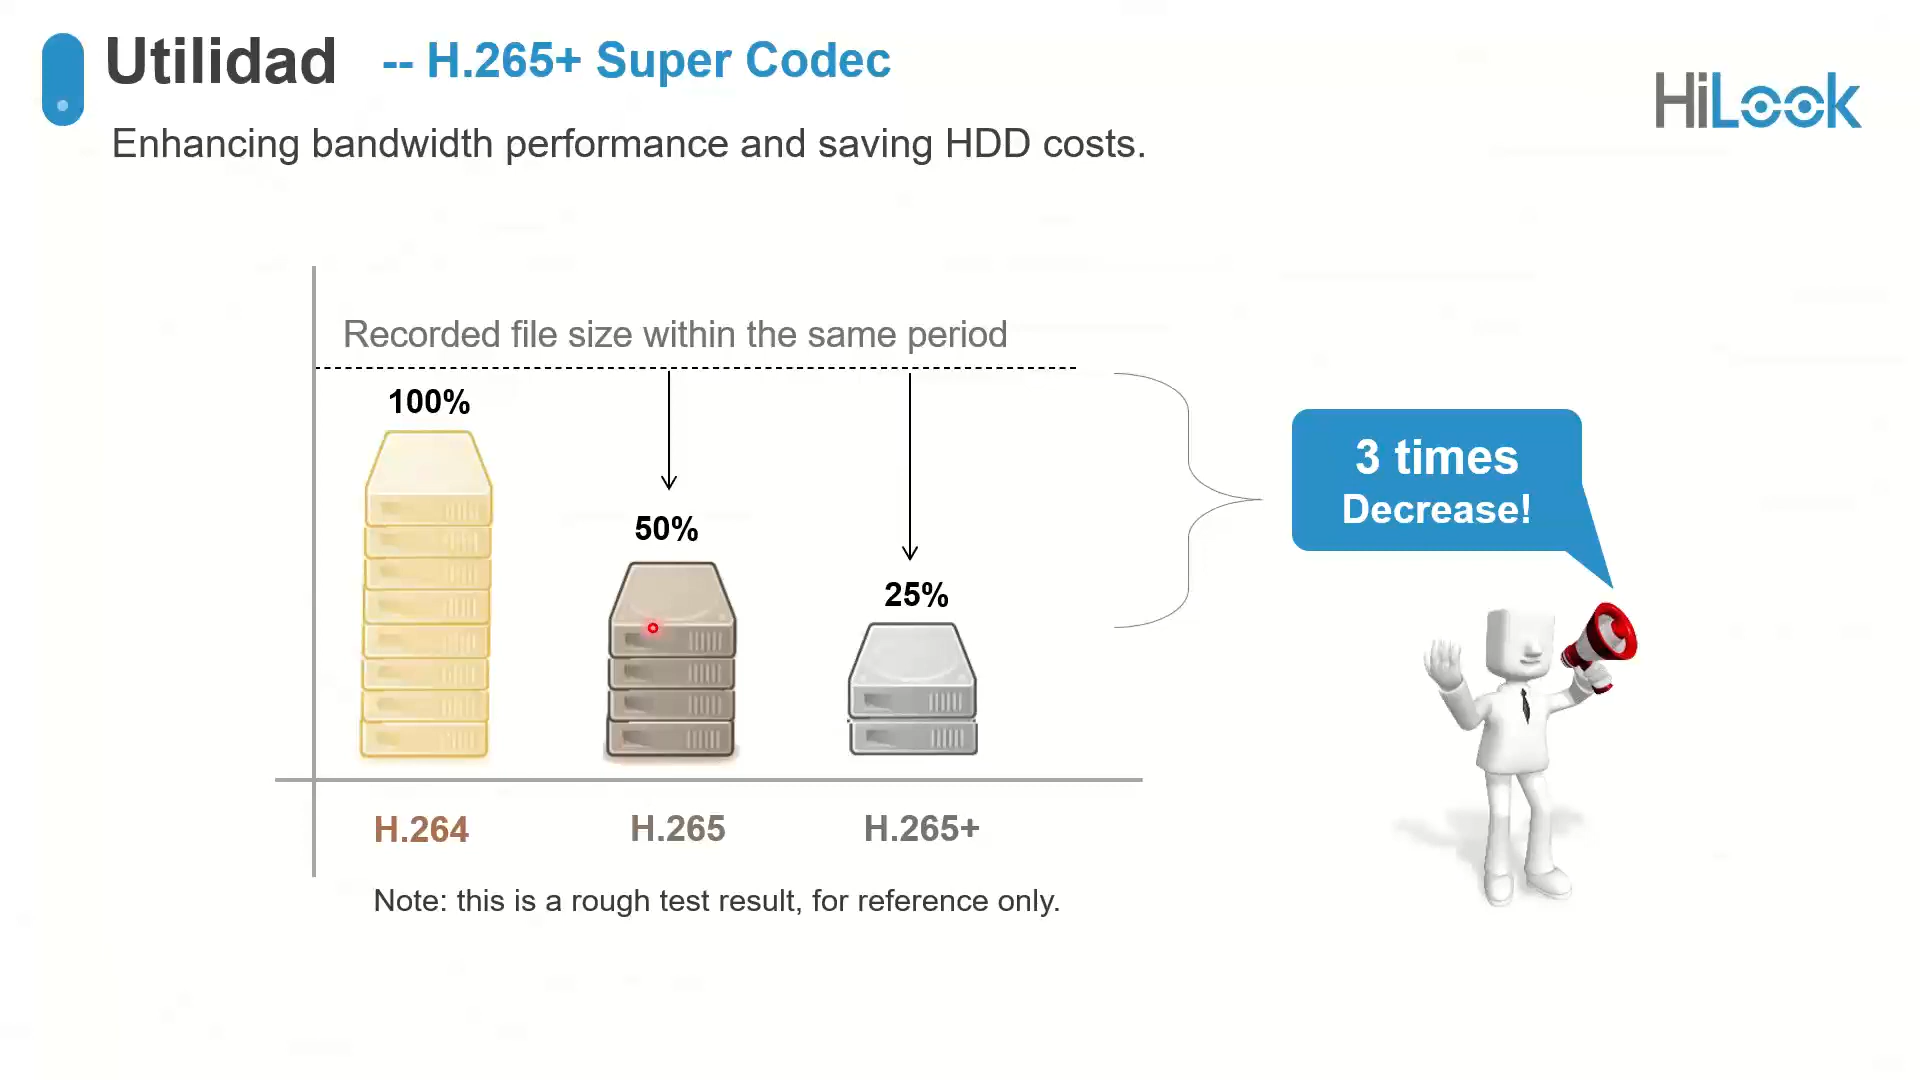 Utilidad -- H.265+ Super Codec
HiLook
Enhancing bandwidth performance and saving HDD costs.
Recorded file size within the same period
100%
50%
25%
3 times
Decrease!
H.264 H.265 H.265+
Note: this is a rough test result, for reference only.